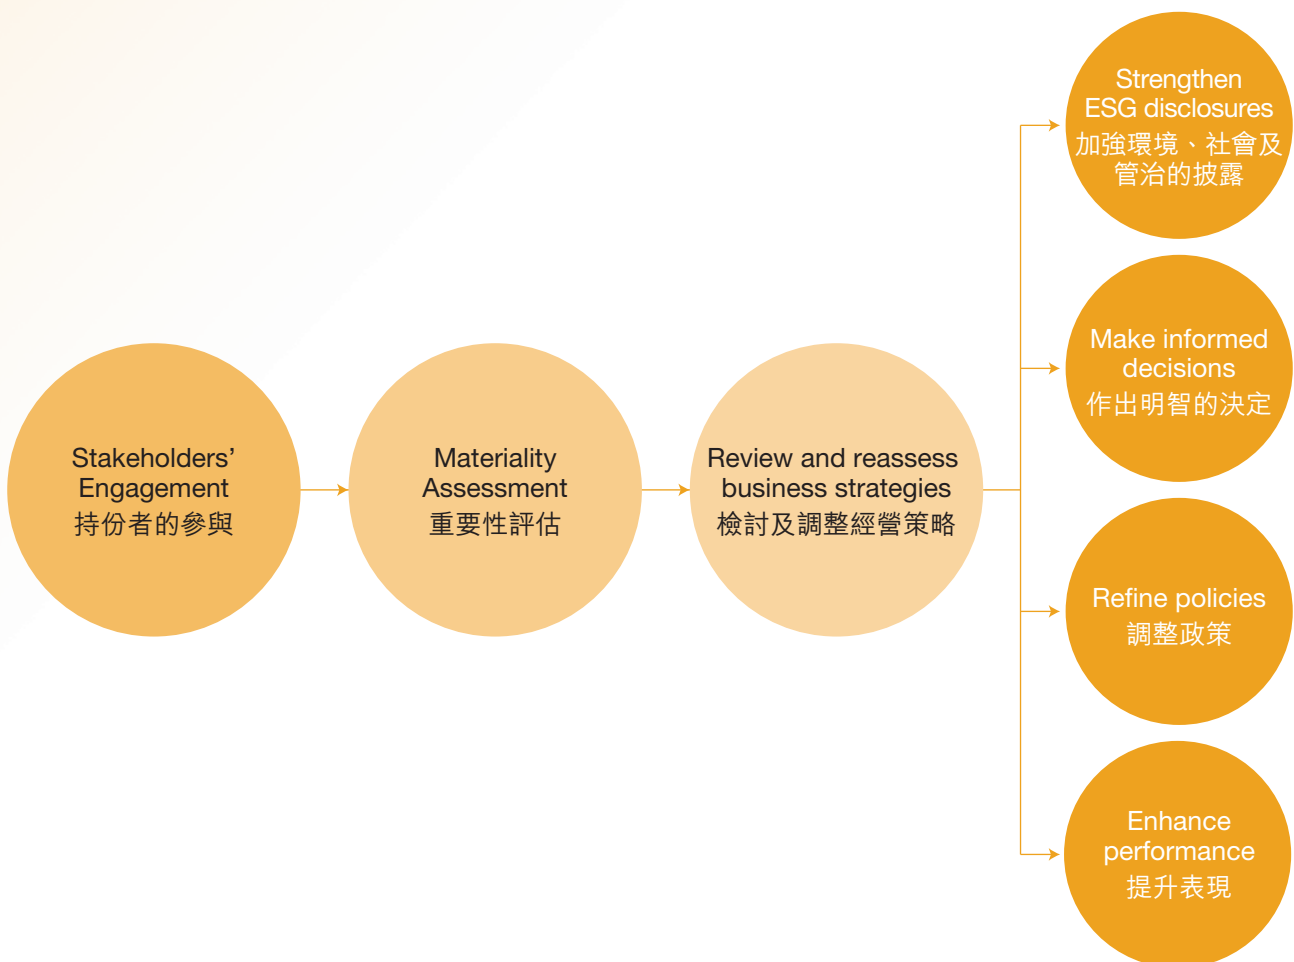 Stakeholders’
Engagement
持份者的參與
Materiality
Assessment
重要性評估
Review and reassess
business strategies
檢討及調整經營策略
Strengthen
ESG disclosures
加強環境、社會及
管治的披露
Make informed
decisions
作出明智的決定
Refine policies
調整政策
Enhance
performance
提升表現